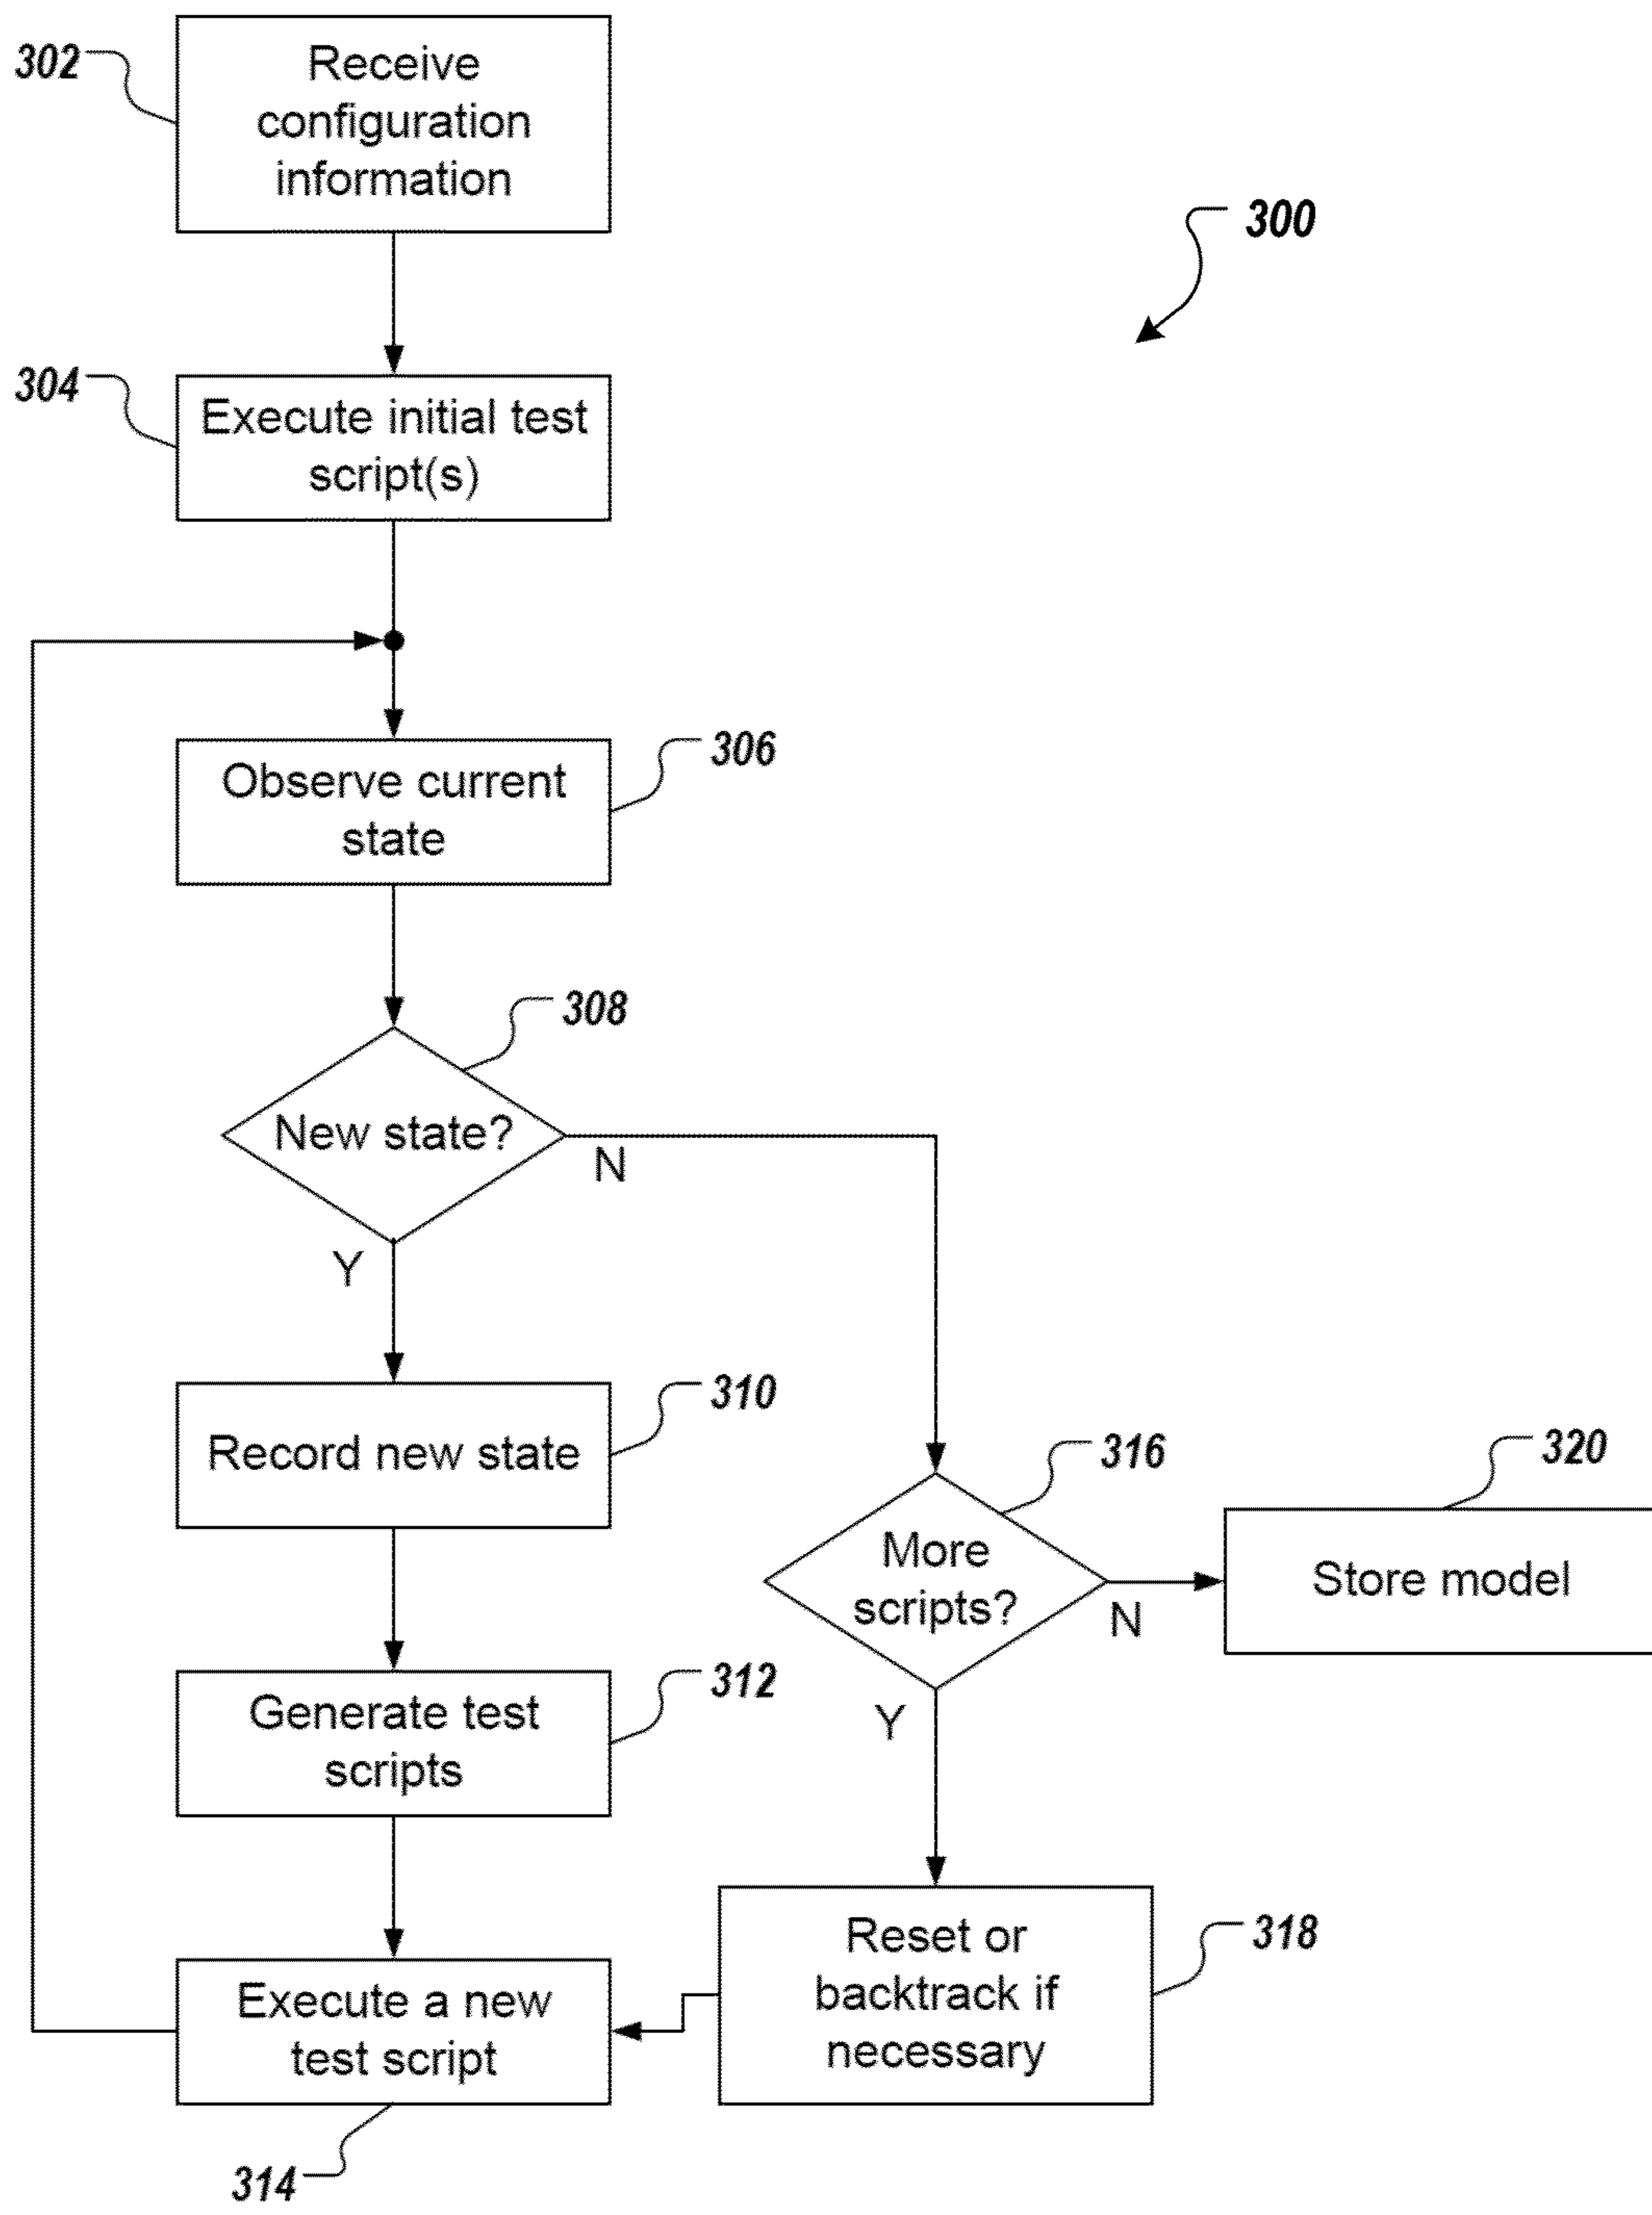 302
Receive
configuration
information
300
304
Execute initial test
script(s)
306
Observe current
state
308
New state?
N
Y
310
Record new state
316
More
scripts?
N
Y
320
Store model
312
Generate test
scripts
318
Reset or
backtrack if
necessary
Execute a new
test script
314